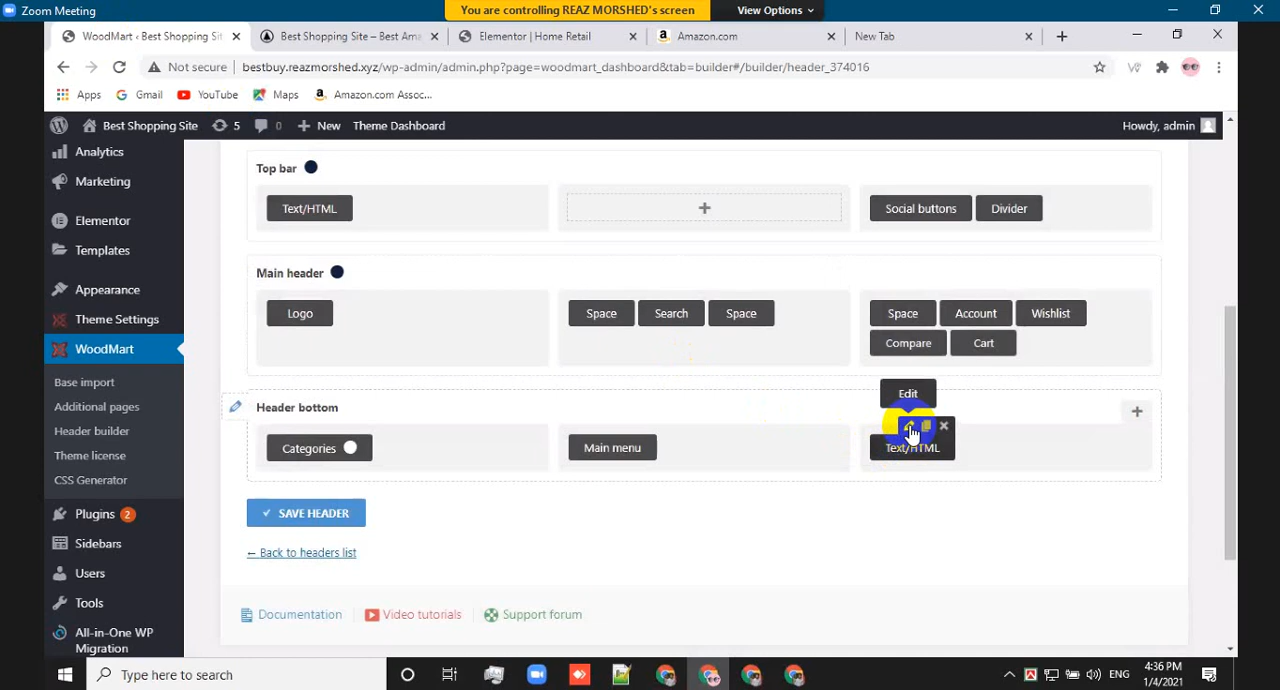 Zoom Meeting
You are controlling REAZ MORSHED's screen
View Options
WoodMart ‹ Best Shopping Sit
Best Shopping Site – Best Ama
Elementor | Home Retail
Amazon.com
New Tab
Not secure
bestbuy.reazmorshed.xyz/wp-admin/admin.php?page=woodmart_dashboard&tab=builder#/builder/header_374016
Apps
Gmail
YouTube
Maps
Amazon.com Assoc...
Best Shopping Site
5
0
New
Theme Dashboard
Howdy, admin
Analytics
Marketing
Elementor
Templates
Appearance
Theme Settings
WoodMart
Base import
Additional pages
Header builder
Theme license
CSS Generator
Plugins 2
Sidebars
Users
Tools
All-in-One WP
Migration
Top bar
Text/HTML
Social buttons
Divider
Main header
Logo
Space
Search
Space
Space
Account
Wishlist
Compare
Cart
Edit
Header bottom
Categories
Main menu
Text/HTML
SAVE HEADER
← Back to headers list
Documentation
Video tutorials
Support forum
Type here to search
ENG
4:36 PM
1/4/2021